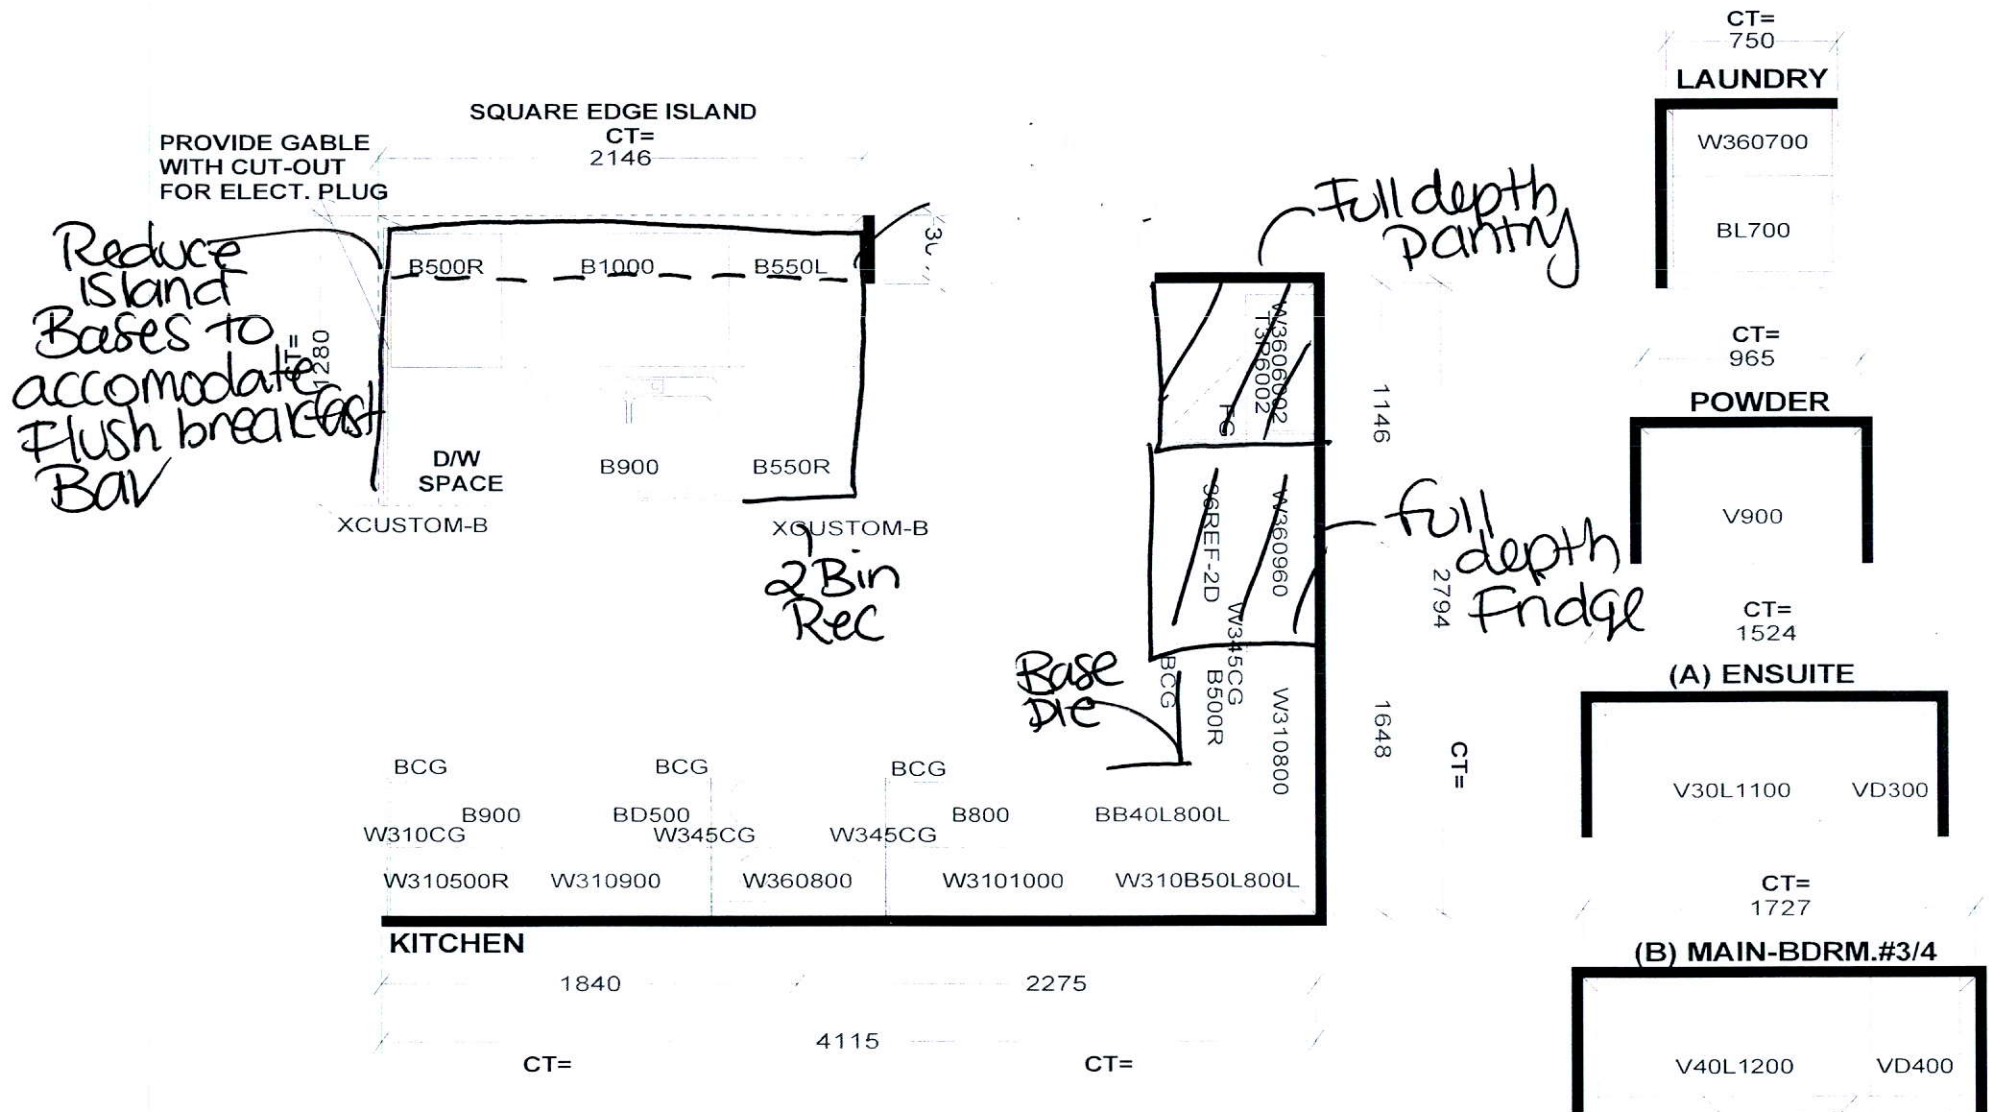 CT=
750
LAUNDRY
W360700
BL700
SQUARE EDGE ISLAND
CT=
2146
PROVIDE GABLE
WITH CUT-OUT
FOR ELECT. PLUG
Reduce
island
Bases to
accomodate
Flush breakfast
Bar
CT=
1280
B500R
B1000
B550L
D/W
SPACE
B900
B550R
XCUSTOM-B
XCUSTOM-B
2 Bin
Rec
Full depth
pantry
W3606002
FG
1146
36REF-2D
W360960
full
depth
Fridge
2794
CT=
Base
Die
BCG
W345CG
B500R
W310800
1648
BCG
BCG
BCG
B900
BD500
B800
BB40L800L
W310CG
W345CG
W345CG
W310500R
W310900
W360800
W3101000
W310B50L800L
KITCHEN
1840
2275
4115
CT=
CT=
CT=
965
POWDER
V900
CT=
1524
(A) ENSUITE
V30L1100
VD300
CT=
1727
(B) MAIN-BDRM.#3/4
V40L1200
VD400